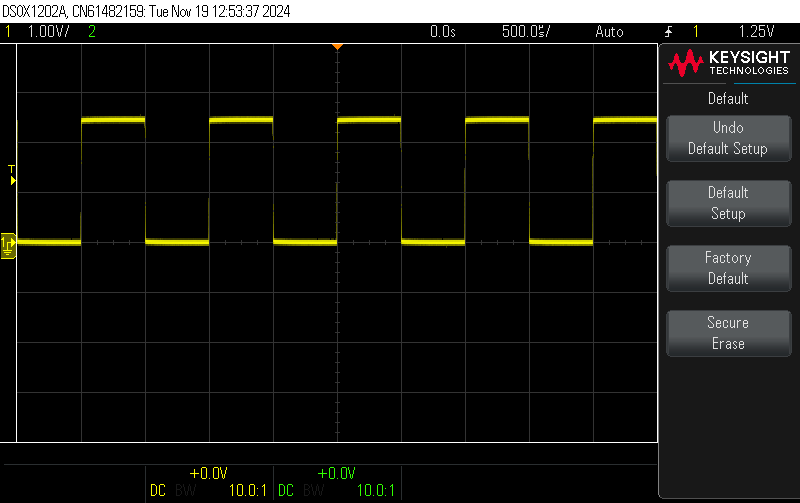 DSOX1202A, CN61482159: Tue Nov 19 12:53:37 2024
1 1.00V/ 2 0.0s 500.0µs/ Auto 1 1.25V
KEYSIGHT
TECHNOLOGIES
Default
Undo
Default Setup
T
Default
Setup
1
Factory
Default
Secure
Erase
+0.0V +0.0V
DC BW 10.0:1 DC BW 10.0:1